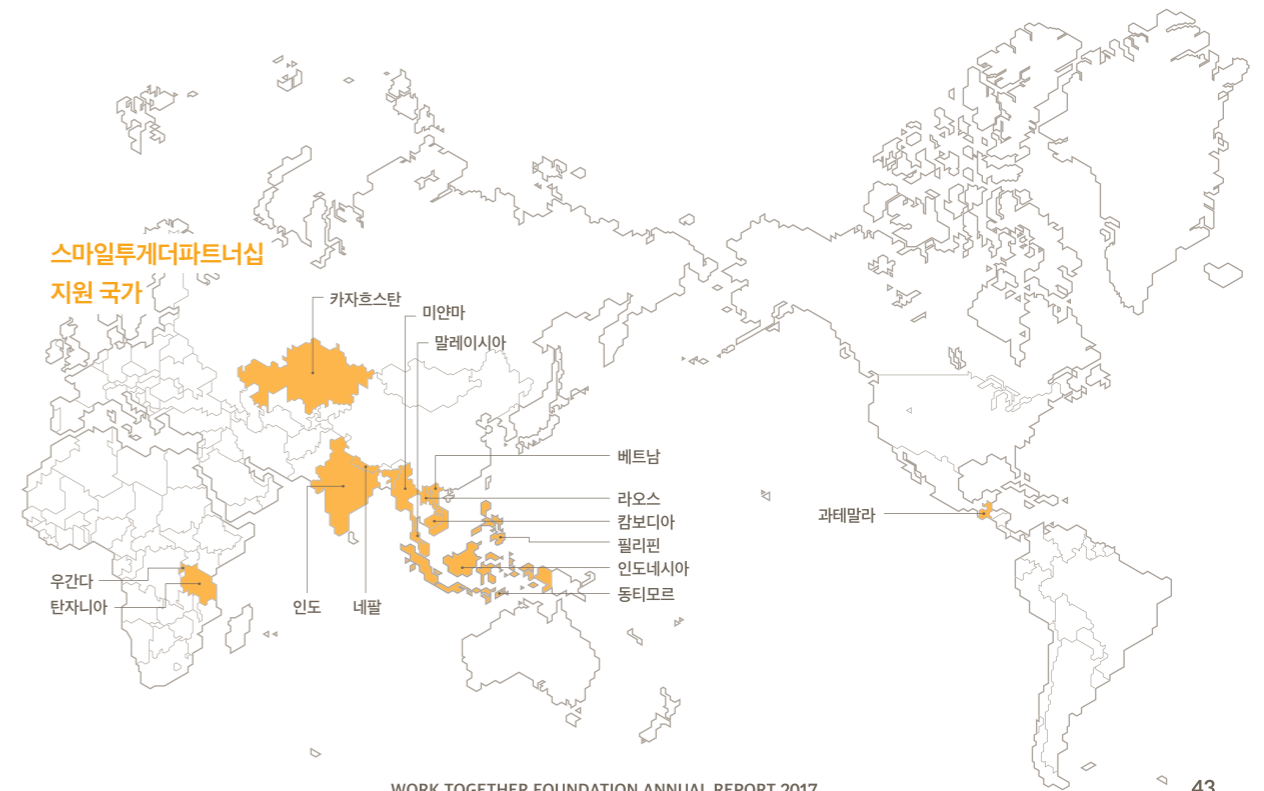 스마일투게더파트너십
지원 국가
카자흐스탄
미얀마
말레이시아
베트남
라오스
캄보디아
필리핀
인도네시아
동티모르
과테말라
우간다
탄자니아
인도
네팔
WORK TOGETHER FOUNDATION ANNUAL REPORT 2017
43